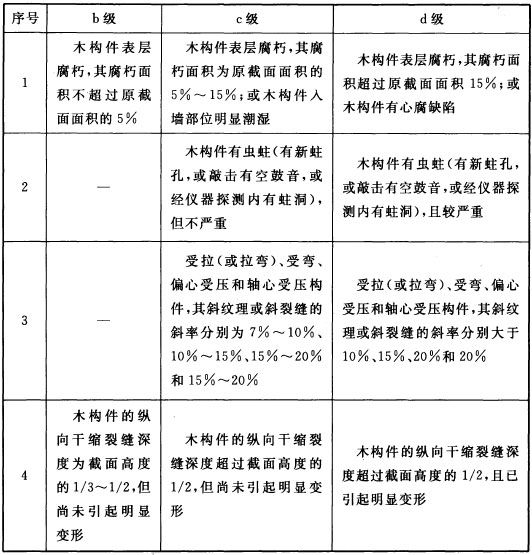 序号
b级
c级
d级
1
木构件表层
腐朽，其腐朽面
积不超过原截
面面积的5%
木构件表层腐朽，其腐
朽面积为原截面面积的
5%～15%；或木构件入
墙部位明显潮湿
木构件表层腐朽，其腐朽面积
超过原截面面积15%；或
木构件有心腐缺陷
2
—
木构件有虫蛀（有新蛀
孔，或敲击有空鼓音，或
经仪器探测内有蛀洞），
但不严重
木构件有虫蛀（有新蛀孔，
或敲击有空鼓音，或经仪器探
测内有蛀洞），且较严重
3
—
受拉（或拉弯）、受弯、
偏心受压和轴心受压构
件，其斜纹理或斜裂缝的
斜率分别为7%～10%、
10%～15%、15%～20%
和15%～20%
受拉（或拉弯）、受弯、偏心
受压和轴心受压构件，其斜纹
理或斜裂缝的斜率分别大于
10%、15%、20%和20%
4
木构件的纵
向干缩裂缝深
度为截面高度
的1/3～1/2，但
尚未引起明显
变形
木构件的纵向干缩裂
缝深度超过截面高度的
1/2，但尚未引起明显变
形
木构件的纵向干缩裂缝深
度超过截面高度的1/2，且已
引起明显变形